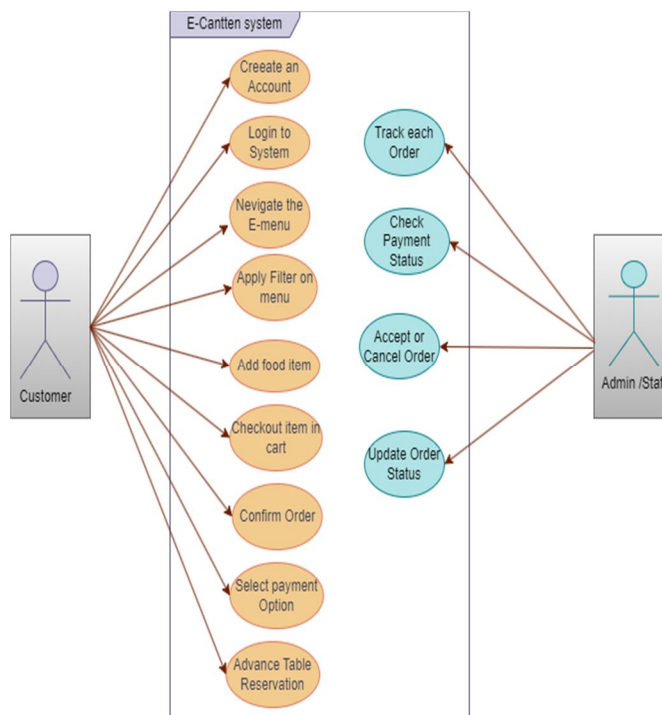 E-Cantten system
Creeate an
Account
Login to
System
Nevigate the
E-menu
Apply Filter on
menu
Add food item
Checkout item in
cart
Confirm Order
Select payment
Option
Advance Table
Reservation
Track each
Order
Check
Payment
Status
Accept or
Cancel Order
Update Order
Status
Customer
Admin /Staf